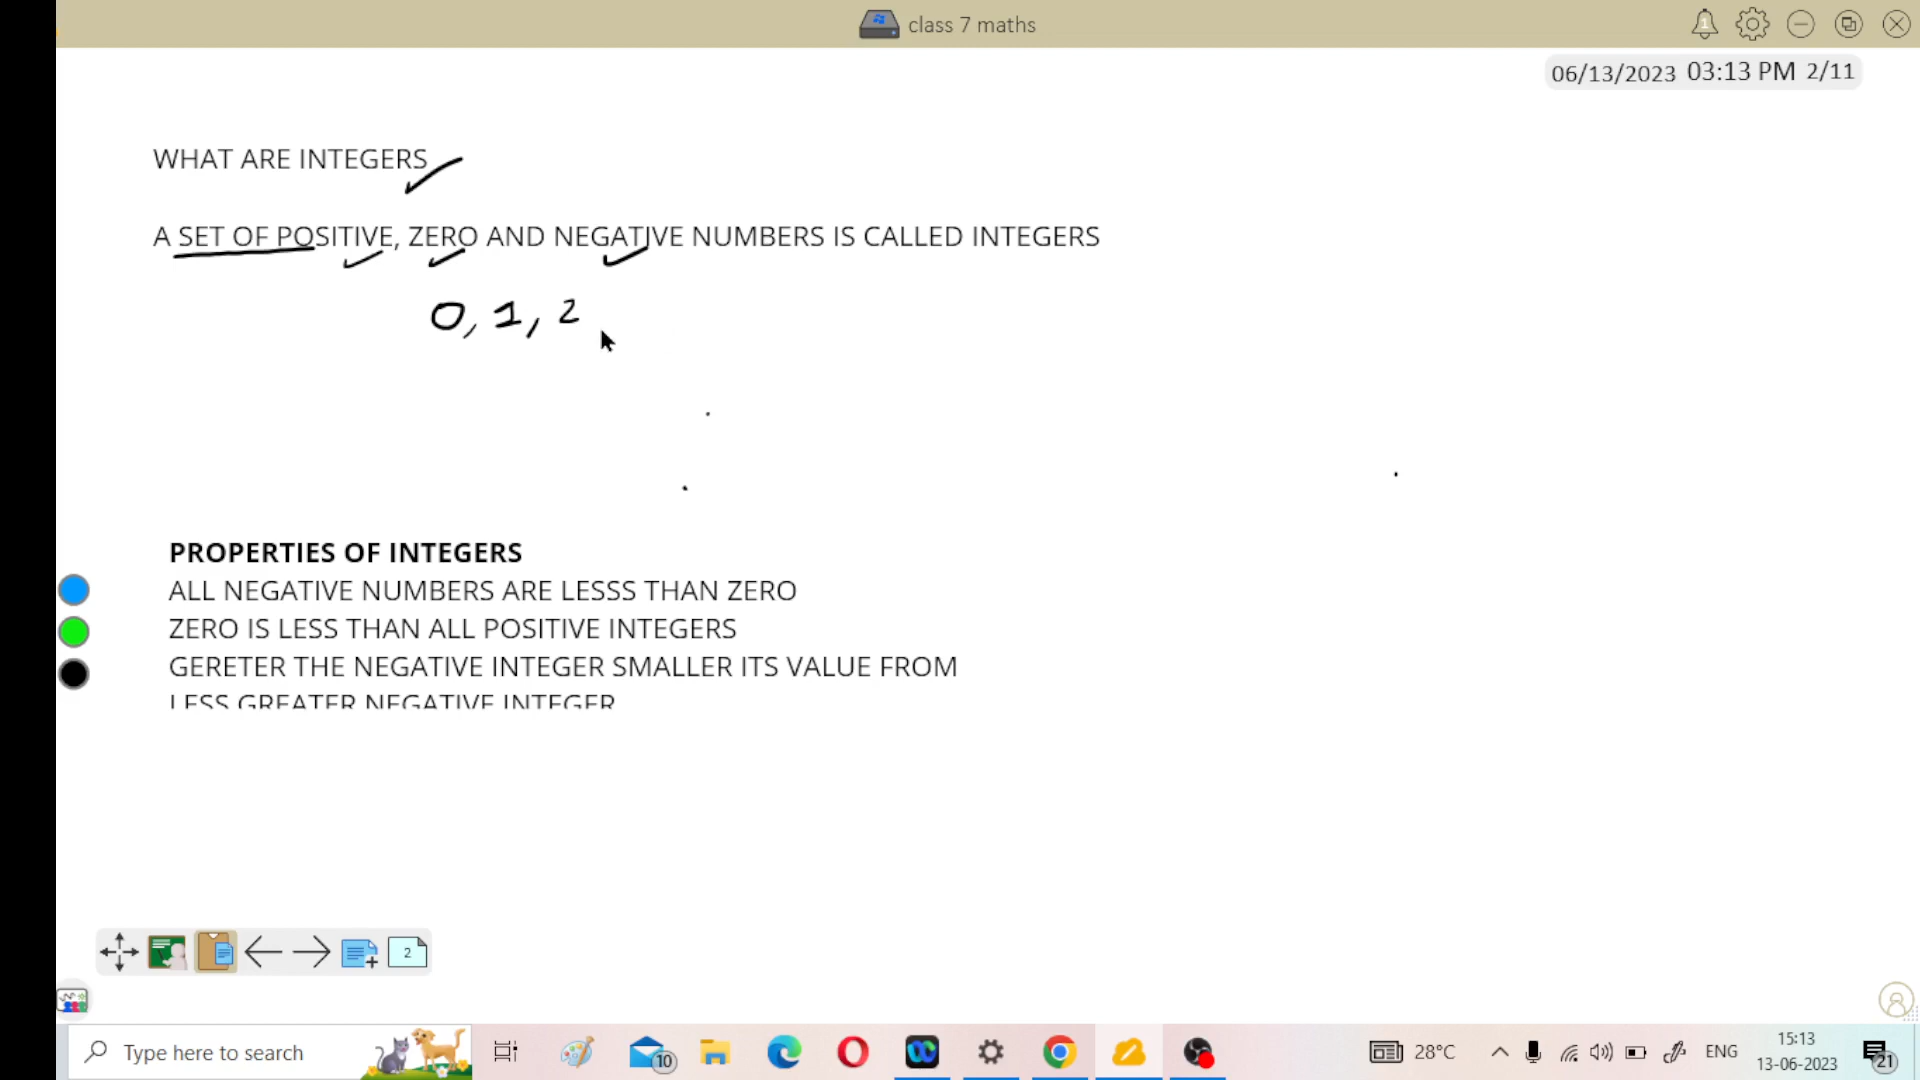 class 7 maths
06/13/2023 03:13 PM 2/11
WHAT ARE INTEGERS
A SET OF POSITIVE, ZERO AND NEGATIVE NUMBERS IS CALLED INTEGERS
0, 1, 2
PROPERTIES OF INTEGERS
ALL NEGATIVE NUMBERS ARE LESSS THAN ZERO
ZERO IS LESS THAN ALL POSITIVE INTEGERS
GERETER THE NEGATIVE INTEGER SMALLER ITS VALUE FROM
LESS GREATER NEGATIVE INTEGER
2
Type here to search
10
28°C
ENG
15:13
13-06-2023
21